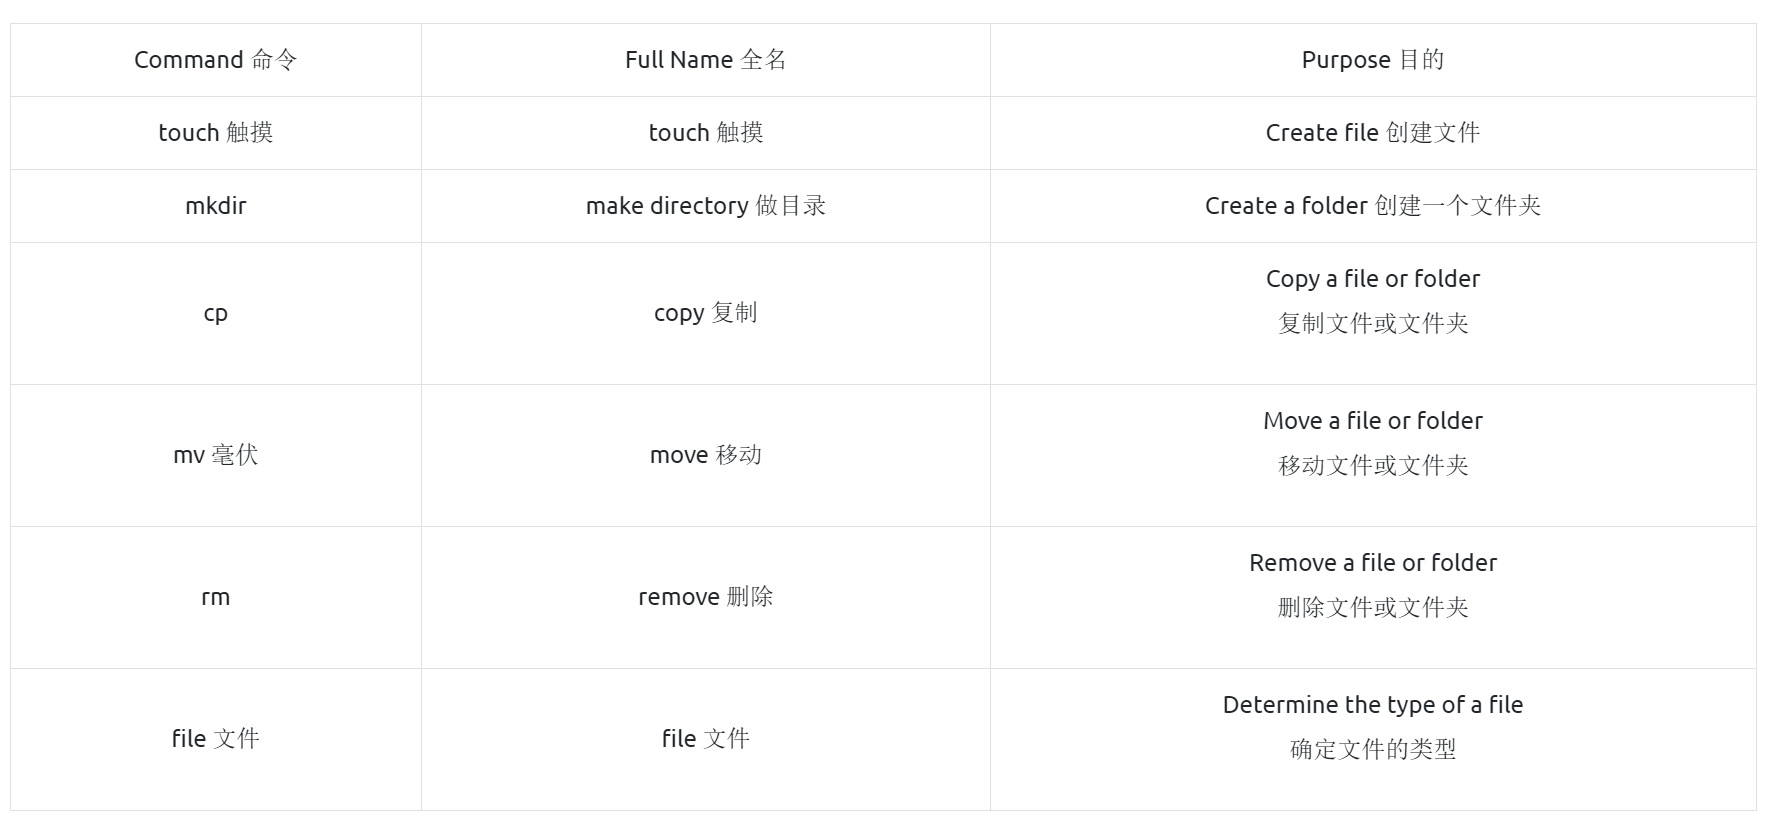 Command 命令
Full Name 全名
Purpose 目的
touch 触摸
touch 触摸
Create file 创建文件
mkdir
make directory 做目录
Create a folder 创建一个文件夹
cp
copy 复制
Copy a file or folder
复制文件或文件夹
mv 毫伏
move 移动
Move a file or folder
移动文件或文件夹
rm
remove 删除
Remove a file or folder
删除文件或文件夹
file 文件
file 文件
Determine the type of a file
确定文件的类型